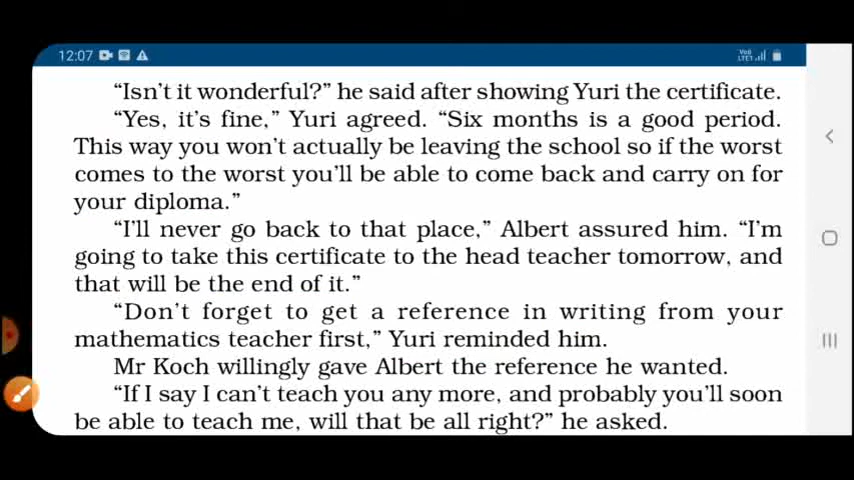 12:07
Vo) LTE1
“Isn't it wonderful?” he said after showing Yuri the certificate.
“Yes, it's fine,” Yuri agreed. “Six months is a good period.
This way you won't actually be leaving the school so if the worst
comes to the worst you'll be able to come back and carry on for
your diploma.”
“I'll never go back to that place,” Albert assured him. “I'm
going to take this certificate to the head teacher tomorrow, and
that will be the end of it.”
“Don't forget to get a reference in writing from your
mathematics teacher first,” Yuri reminded him.
Mr Koch willingly gave Albert the reference he wanted.
“If I say I can't teach you any more, and probably you'll soon
be able to teach me, will that be all right?” he asked.